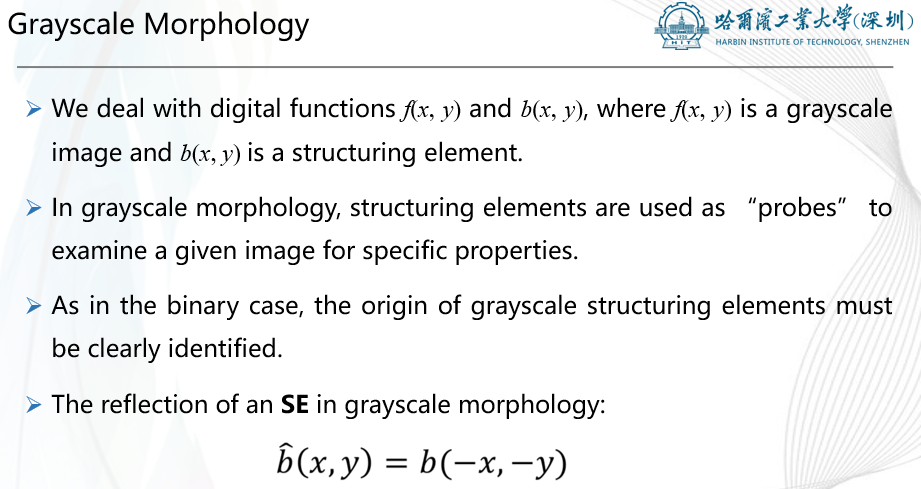 Grayscale Morphology
哈爾濱工業大學(深圳)
HARBIN INSTITUTE OF TECHNOLOGY, SHENZHEN
HIT
➢ We deal with digital functions f(x, y) and b(x, y), where f(x, y) is a grayscale
image and b(x, y) is a structuring element.
➢ In grayscale morphology, structuring elements are used as “probes” to
examine a given image for specific properties.
➢ As in the binary case, the origin of grayscale structuring elements must
be clearly identified.
➢ The reflection of an SE in grayscale morphology:
b̂(x, y) = b(−x, −y)